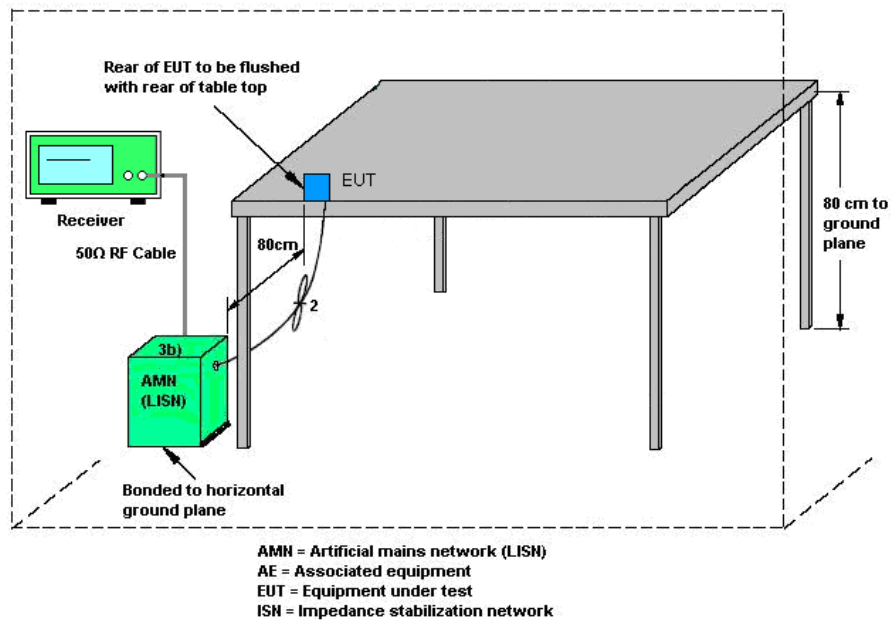 Rear of EUT to be flushed
with rear of table top
EUT
Receiver
50Ω RF Cable
80cm
80 cm to
ground
plane
2
3b)
AMN
(LISN)
Bonded to horizontal
ground plane
AMN = Artificial mains network (LISN)
AE = Associated equipment
EUT = Equipment under test
ISN = Impedance stabilization network